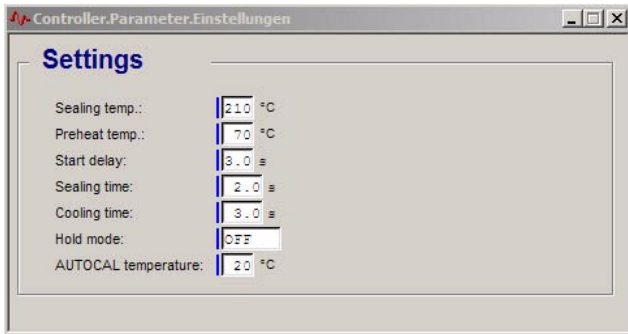 Controller.Parameter.Einstellungen
Settings
Sealing temp.: 210 °C
Preheat temp.: 70 °C
Start delay: 3.0 s
Sealing time: 2.0 s
Cooling time: 3.0 s
Hold mode: OFF
AUTOCAL temperature: 20 °C